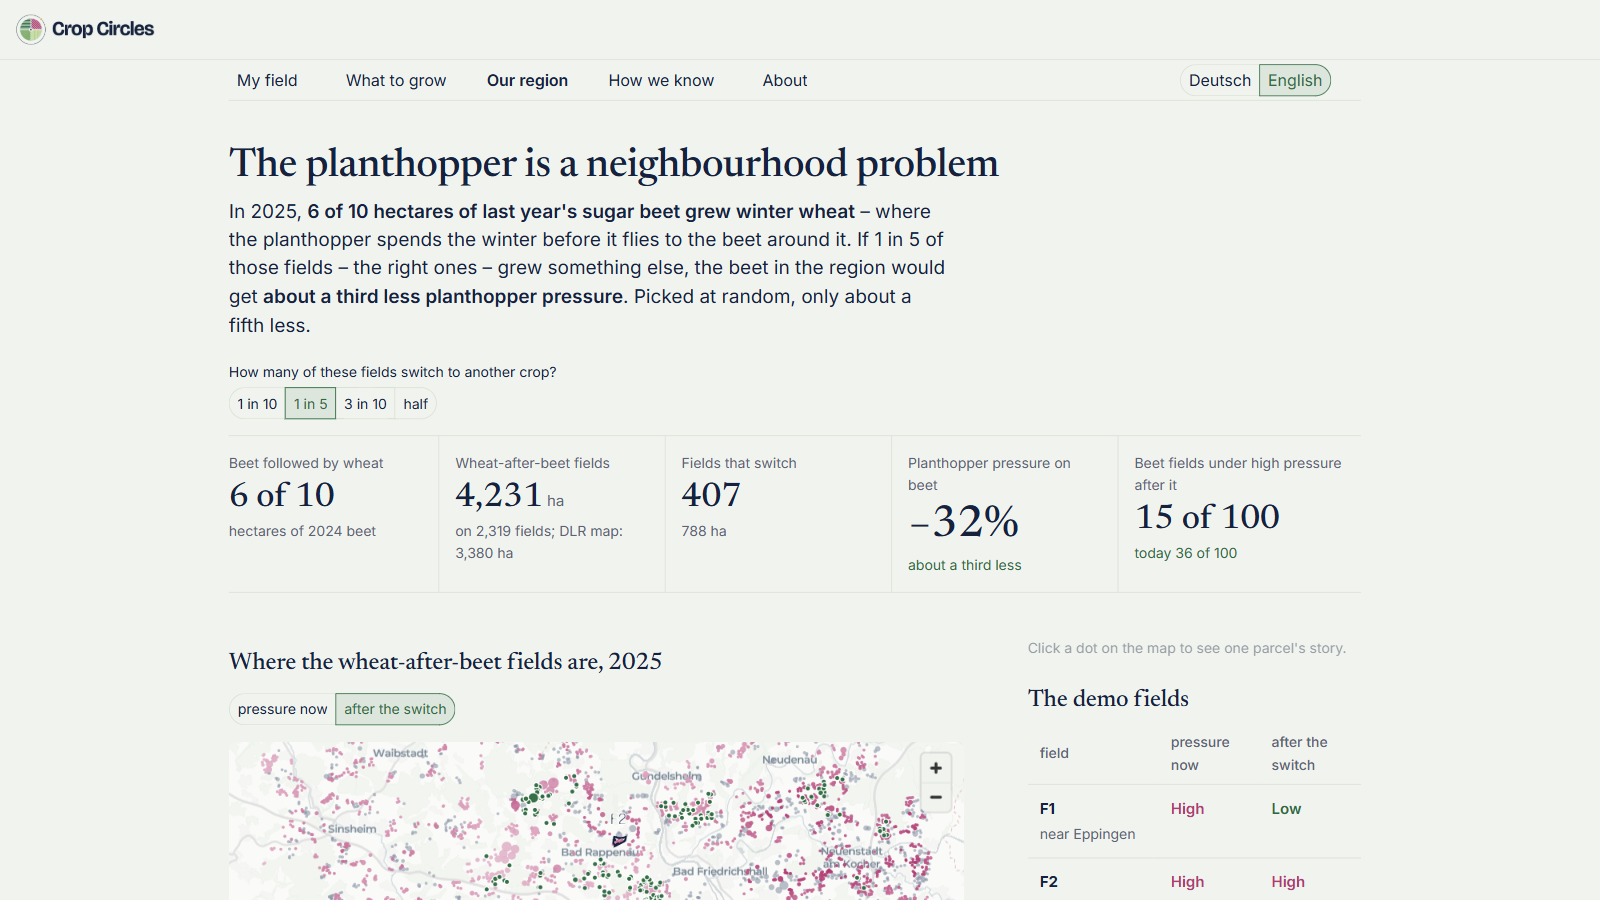 Crop Circles
My field
What to grow
Our region
How we know
About
Deutsch
English
The planthopper is a neighbourhood problem
In 2025, 6 of 10 hectares of last year's sugar beet grew winter wheat – where
the planthopper spends the winter before it flies to the beet around it. If 1 in 5 of
those fields – the right ones – grew something else, the beet in the region would
get about a third less planthopper pressure. Picked at random, only about a
fifth less.
How many of these fields switch to another crop?
1 in 10
1 in 5
3 in 10
half
Beet followed by wheat
6 of 10
hectares of 2024 beet
Wheat-after-beet fields
4,231 ha
on 2,319 fields; DLR map:
3,380 ha
Fields that switch
407
788 ha
Planthopper pressure on
beet
−32%
about a third less
Beet fields under high pressure
after it
15 of 100
today 36 of 100
Where the wheat-after-beet fields are, 2025
pressure now
after the switch
Waibstadt
Gundelsheim
Neudenau
+
−
Sinsheim
F2
Bad Rappenau
Neuenstadt
am Kocher
Bad Friedrichshall
Click a dot on the map to see one parcel's story.
The demo fields
field
pressure
now
after the
switch
F1
High
Low
near Eppingen
F2
High
High